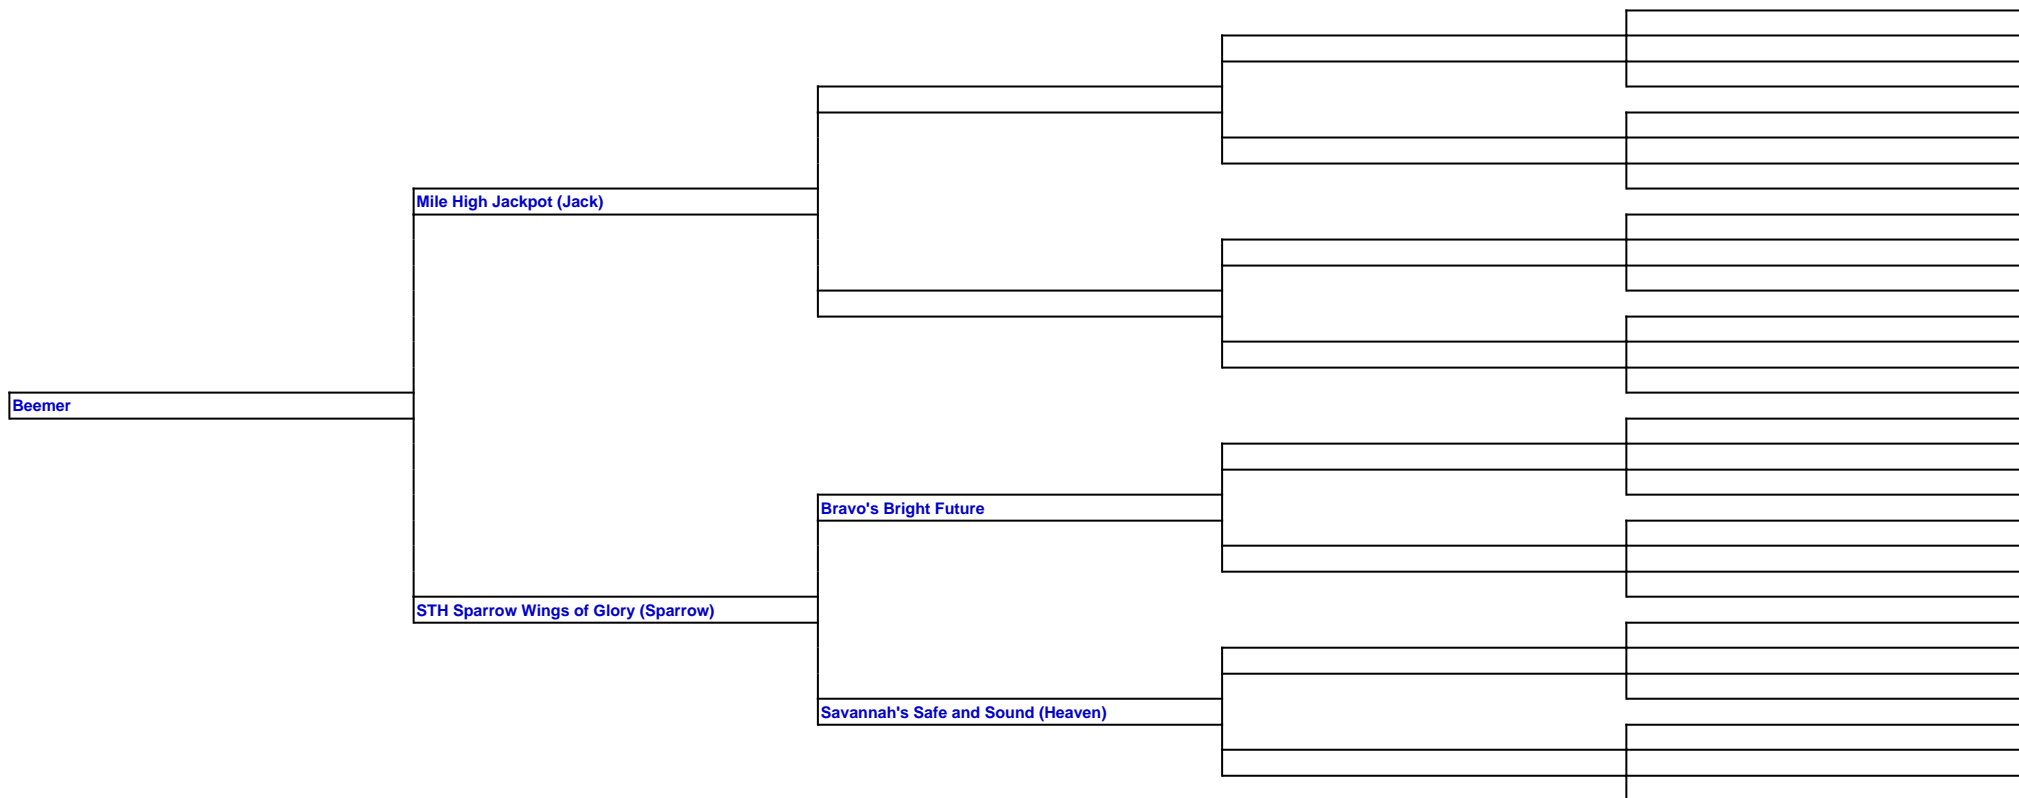 Mile High Jackpot (Jack)
Beemer
Bravo's Bright Future
STH Sparrow Wings of Glory (Sparrow)
Savannah's Safe and Sound (Heaven)